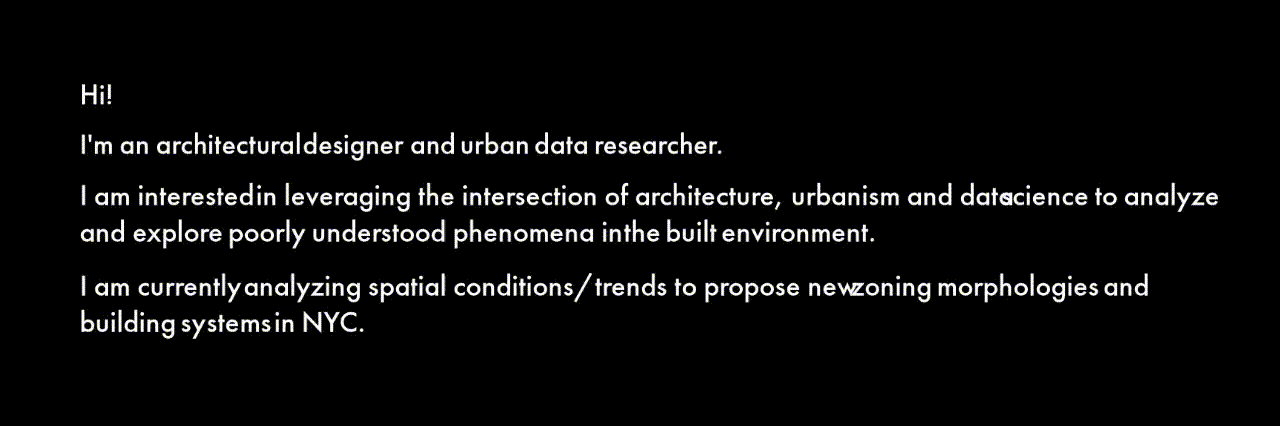 Hi!
I'm an architectural designer and urban data researcher.
I am interested in leveraging the intersection of architecture, urbanism and data science to analyze
and explore poorly understood phenomena in the built environment.
I am currently analyzing spatial conditions/trends to propose new zoning morphologies and
building systems in NYC.